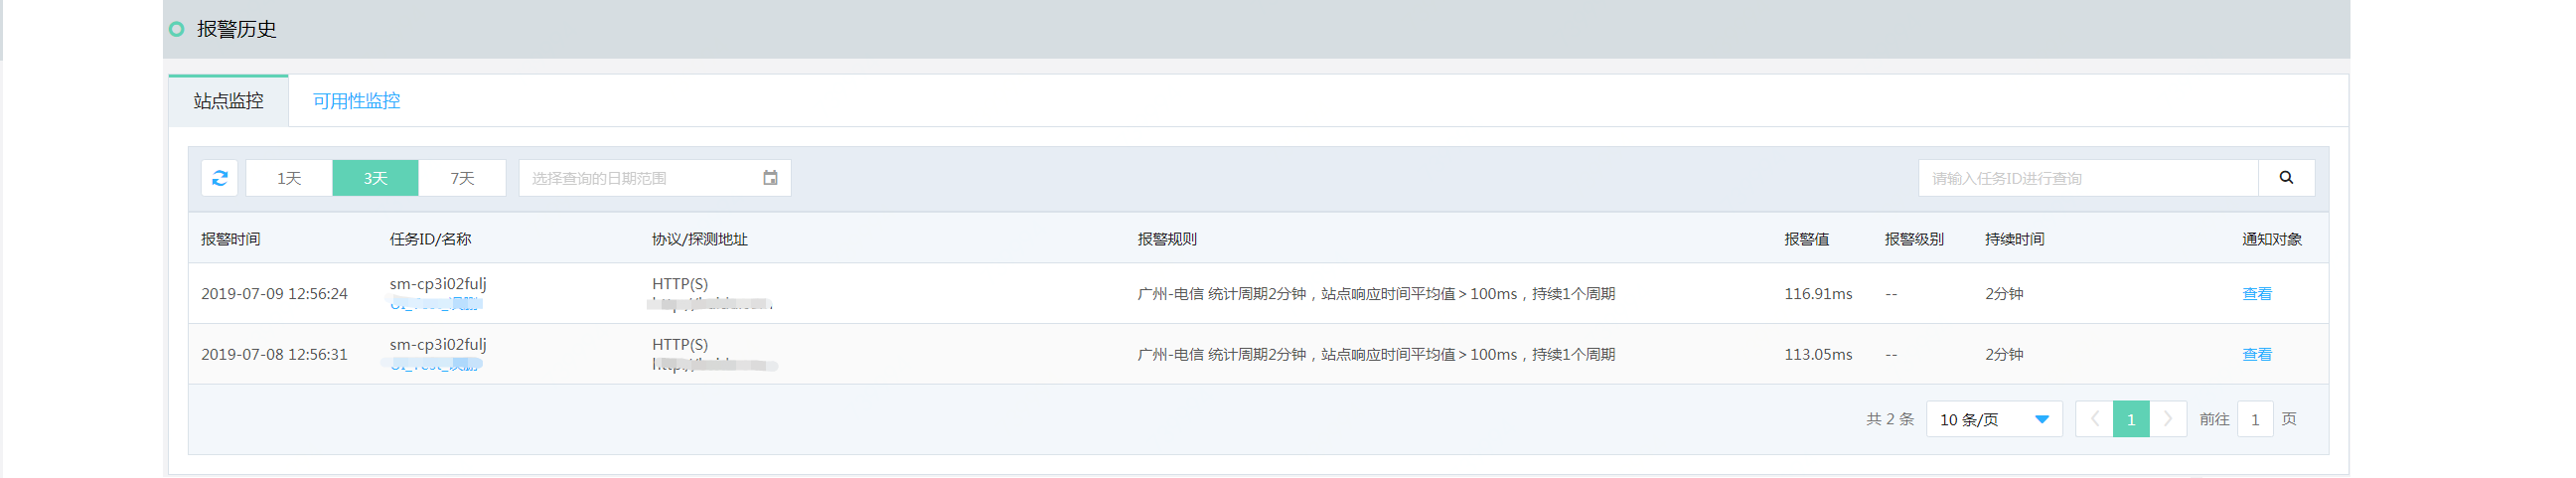 报警历史
站点监控 可用性监控
1天 3天 7天 选择查询的日期范围 请输入任务ID进行查询
报警时间 任务ID/名称 协议/探测地址 报警规则 报警值 报警级别 持续时间 通知对象
sm-cp3i02fulj HTTP(S)
2019-07-09 12:56:24 广州-电信 统计周期2分钟，站点响应时间平均值 > 100ms，持续1个周期 116.91ms -- 2分钟 查看
sm-cp3i02fulj HTTP(S)
2019-07-08 12:56:31 广州-电信 统计周期2分钟，站点响应时间平均值 > 100ms，持续1个周期 113.05ms -- 2分钟 查看
共 2 条 10 条/页 1 前往 1 页